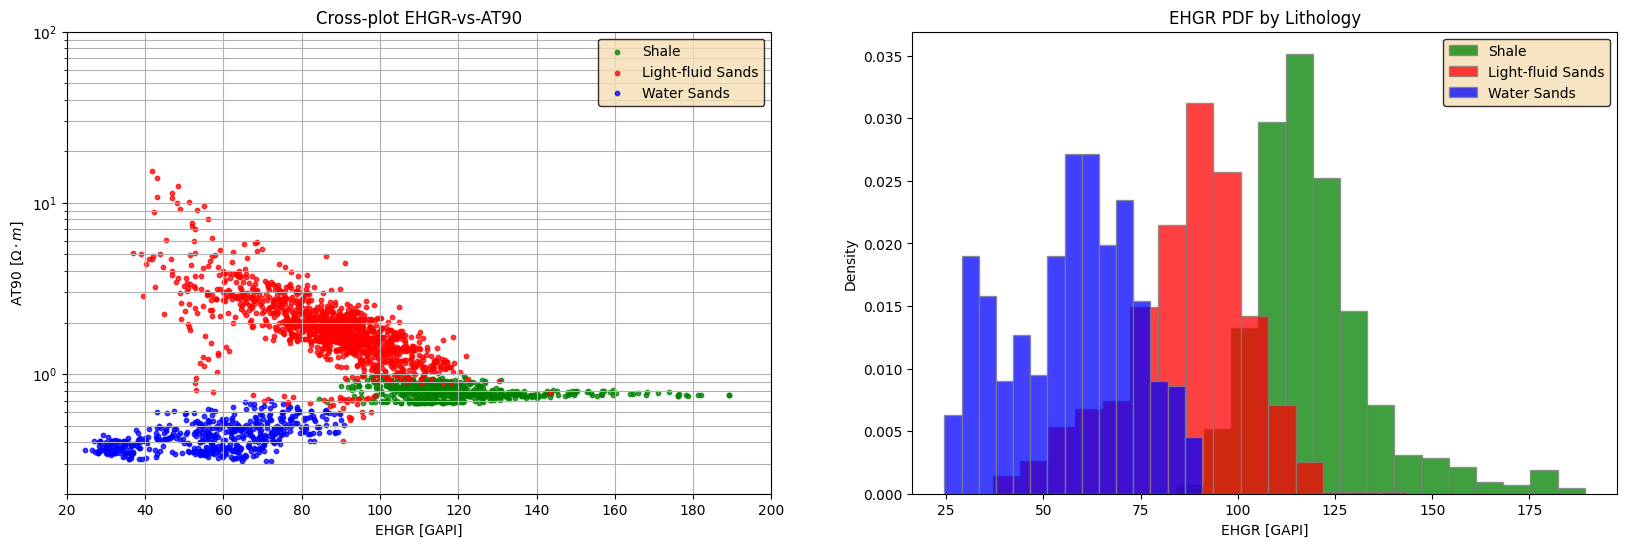 Cross-plot EHGR-vs-AT90
Shale
Light-fluid Sands
Water Sands
AT90 [Ω · m]
10²
10¹
10⁰
20 40 60 80 100 120 140 160 180 200
EHGR [GAPI]
EHGR PDF by Lithology
Shale
Light-fluid Sands
Water Sands
Density
0.035
0.030
0.025
0.020
0.015
0.010
0.005
0.000
25 50 75 100 125 150 175
EHGR [GAPI]